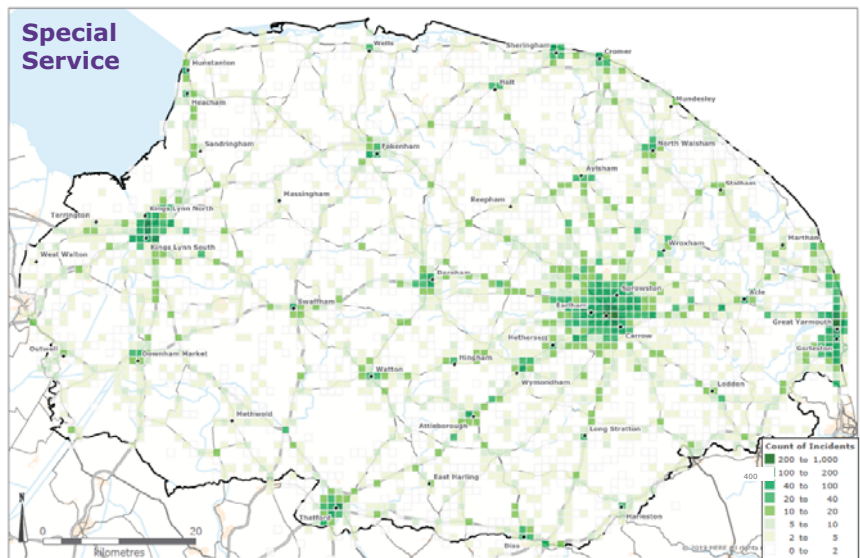 Special
Service
Wells
Sheringham
Cromer
Hunstanton
Holt
Heacham
Mundesley
Sandringham
Fakenham
North Walsham
Aylsham
Massingham
Reepham
Stalham
Kings Lynn North
Terrington
Kings Lynn South
Wroxham
Martham
West Walton
Dereham
Sprowston
Swaffham
Earlham
Acle
Great Yarmouth
Carrow
Gorleston
Hethersett
Outwell
Downham Market
Hingham
Watton
Wymondham
Loddon
Methwold
Attleborough
Long Stratton
East Harling
Thetford
Harleston
Diss
N
0 20
kilometres
Count of Incidents
200 to 1,000
400
100 to 200
40 to 100
20 to 40
10 to 20
5 to 10
2 to 5
0 to 2